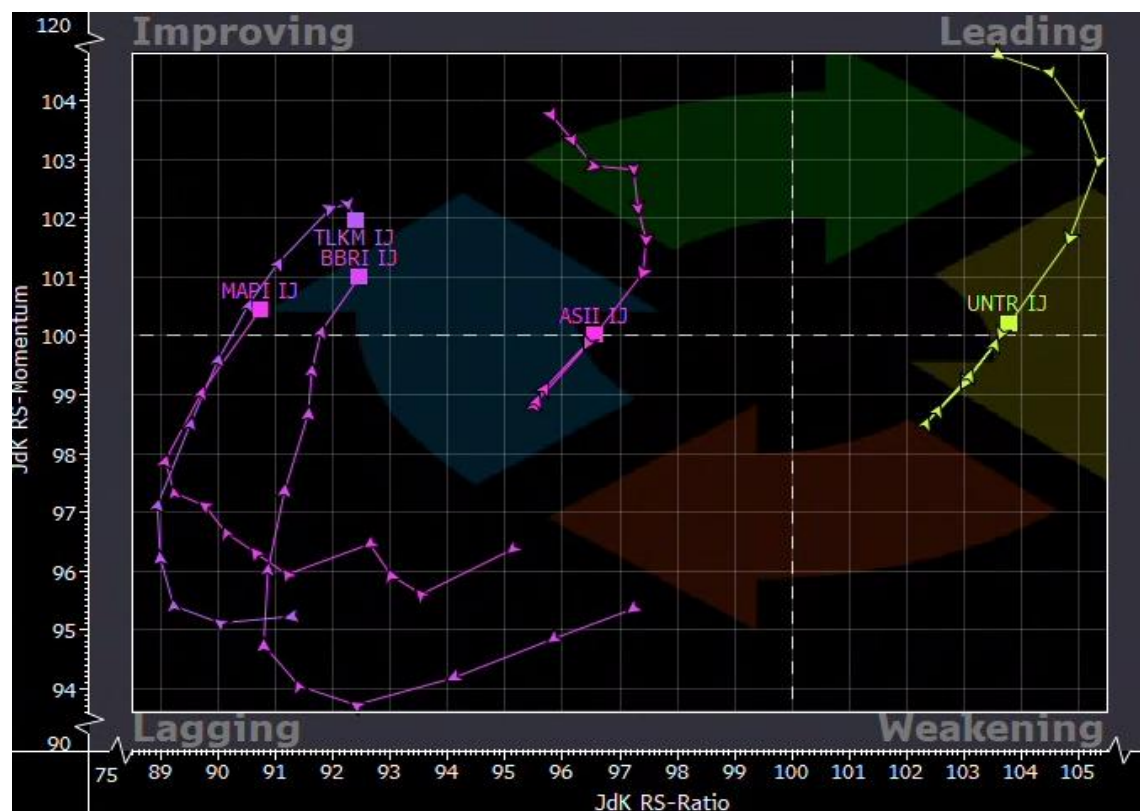 120
Improving
Leading
104
103
102
TLKM IJ
BBRI IJ
101
MAPI IJ
UNTR IJ
ASII IJ
100
JdK RS-Momentum
99
98
97
96
95
94
Lagging
Weakening
90
75
89 90 91 92 93 94 95 96 97 98 99 100 101 102 103 104 105
JdK RS-Ratio